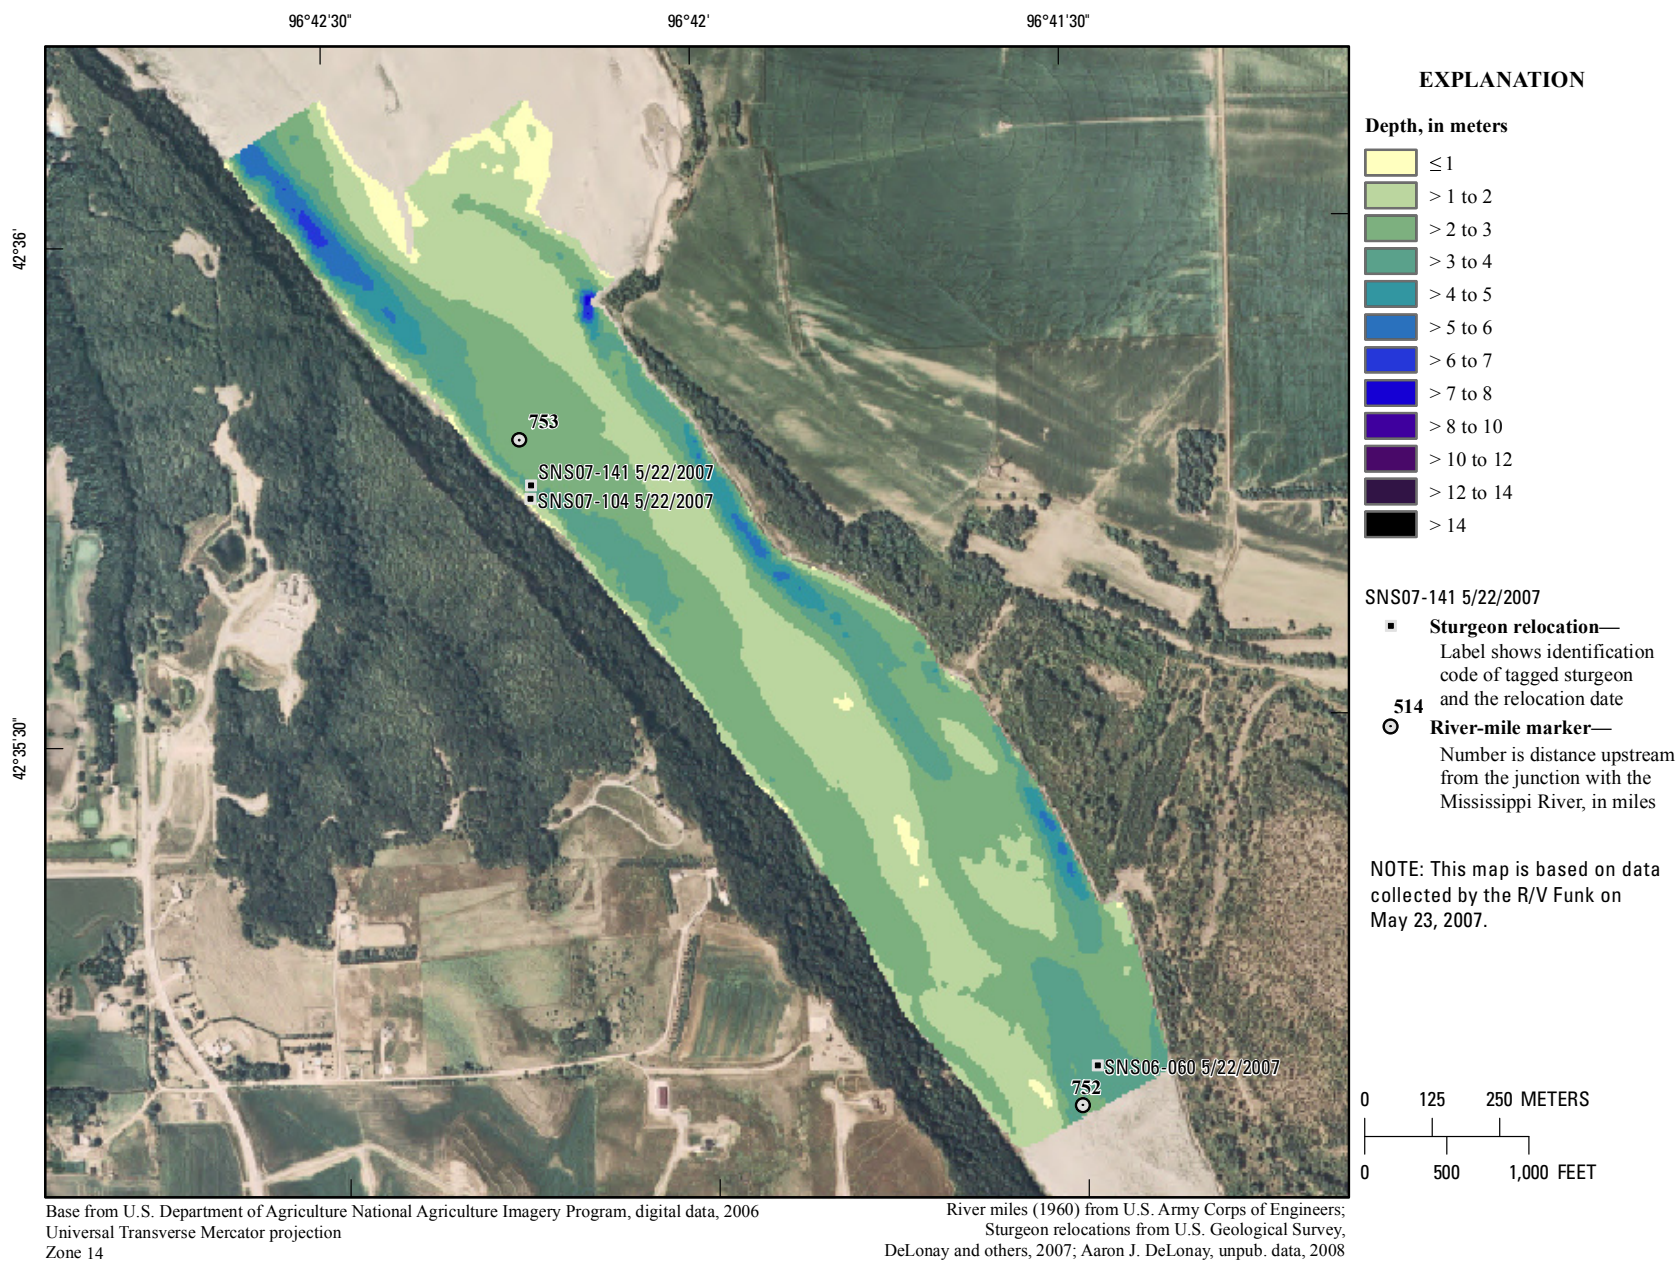 96°42'30"
96°42'
96°41'30"
42°36'
42°35'30"
753
SNS07-141 5/22/2007
SNS07-104 5/22/2007
SNS06-060 5/22/2007
752
EXPLANATION
Depth, in meters
≤ 1
> 1 to 2
> 2 to 3
> 3 to 4
> 4 to 5
> 5 to 6
> 6 to 7
> 7 to 8
> 8 to 10
> 10 to 12
> 12 to 14
> 14
SNS07-141 5/22/2007
Sturgeon relocation—
Label shows identification
code of tagged sturgeon
and the relocation date
514
River-mile marker—
Number is distance upstream
from the junction with the
Mississippi River, in miles
NOTE: This map is based on data
collected by the R/V Funk on
May 23, 2007.
0 125 250 METERS
0 500 1,000 FEET
Base from U.S. Department of Agriculture National Agriculture Imagery Program, digital data, 2006
Universal Transverse Mercator projection
Zone 14
River miles (1960) from U.S. Army Corps of Engineers;
Sturgeon relocations from U.S. Geological Survey,
DeLonay and others, 2007; Aaron J. DeLonay, unpub. data, 2008